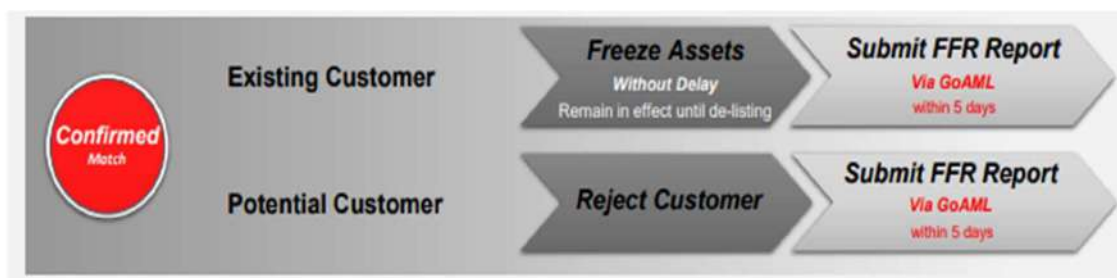 Confirmed
Match
Existing Customer
Freeze Assets
Without Delay
Remain in effect until de-listing
Submit FFR Report
Via GoAML
within 5 days
Potential Customer
Reject Customer
Submit FFR Report
Via GoAML
within 5 days